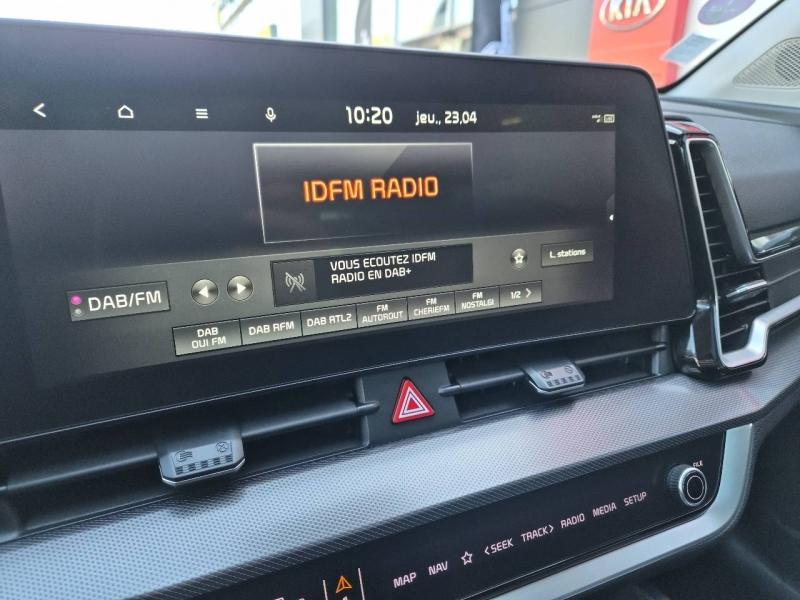 KIA
10:20 jeu., 23.04
IDFM RADIO
VOUS ECOUTEZ IDFM
RADIO EN DAB+
L. stations
DAB/FM
DAB
OUI FM
DAB RFM
DAB RTL2
FM
AUTOROUT
FM
CHERIEFM
FM
NOSTALGI
1/2 >
FILE
MAP NAV ☆ <SEEK TRACK> RADIO MEDIA SETUP